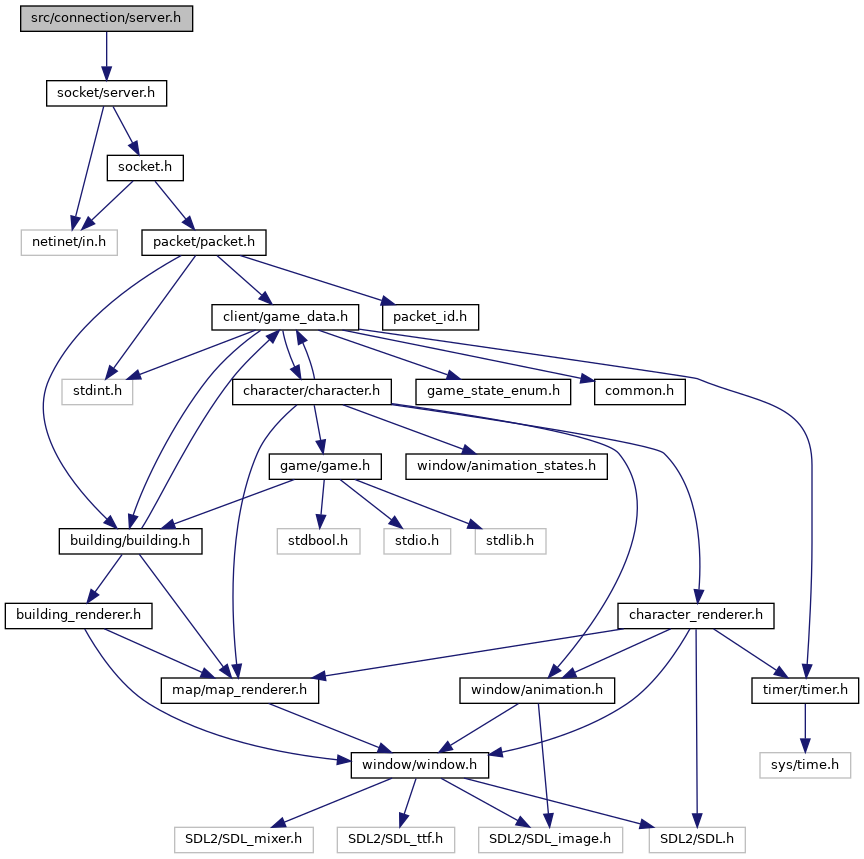 src/connection/server.h
socket/server.h
socket.h
netinet/in.h
packet/packet.h
client/game_data.h
packet_id.h
stdint.h
character/character.h
game_state_enum.h
common.h
game/game.h
window/animation_states.h
building/building.h
stdbool.h
stdio.h
stdlib.h
building_renderer.h
character_renderer.h
map/map_renderer.h
window/animation.h
timer/timer.h
window/window.h
sys/time.h
SDL2/SDL_mixer.h
SDL2/SDL_ttf.h
SDL2/SDL_image.h
SDL2/SDL.h